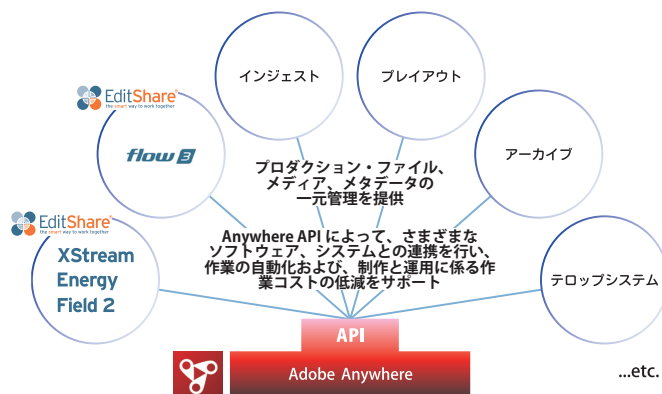 インジェスト
プレイアウト
EditShare®
the smart way to work together
flow 3
アーカイブ
プロダクション・ファイル、
メディア、メタデータの
一元管理を提供
EditShare®
the smart way to work together
XStream
Energy
Field 2
Anywhere API によって、さまざまな
ソフトウェア、システムとの連携を行い、
作業の自動化および、制作と運用に係る作
業コストの低減をサポート
テロップシステム
API
Adobe Anywhere
...etc.